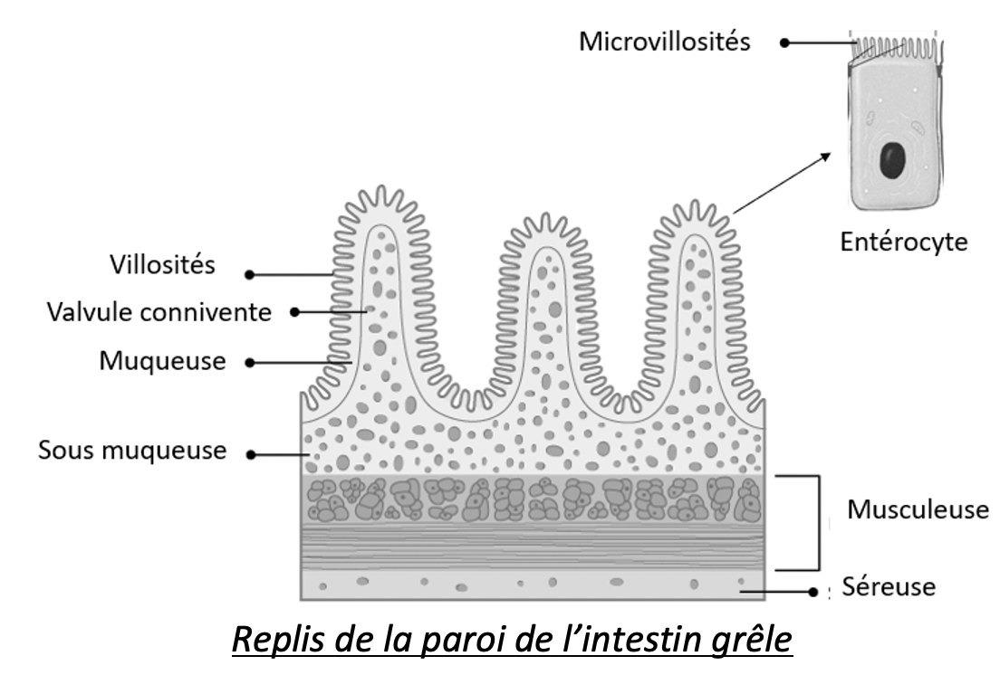 Microvillosités
Entérocyte
Villosités
Valvule connivente
Muqueuse
Sous muqueuse
Musculeuse
Séreuse
Replis de la paroi de l’intestin grêle